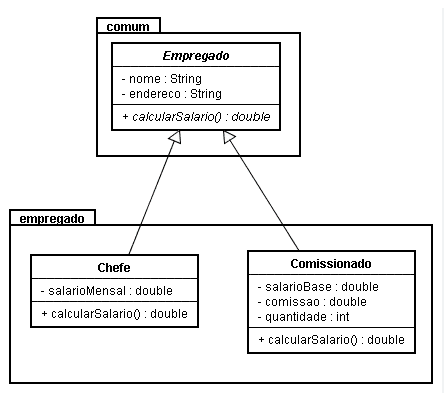 comum
Empregado
- nome : String
- endereco : String
+ calcularSalario() : double
empregado
Chefe
- salarioMensal : double
+ calcularSalario() : double
Comissionado
- salarioBase : double
- comissao : double
- quantidade : int
+ calcularSalario() : double